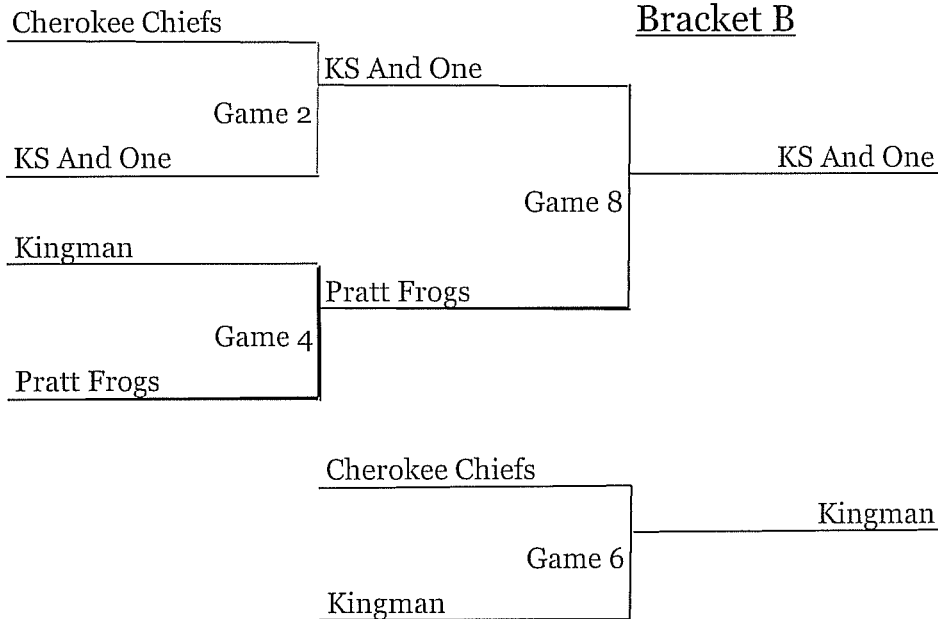 Bracket B
Cherokee Chiefs
KS And One
Game 2
KS And One
KS And One
Game 8
Kingman
Pratt Frogs
Game 4
Pratt Frogs
Cherokee Chiefs
Kingman
Game 6
Kingman